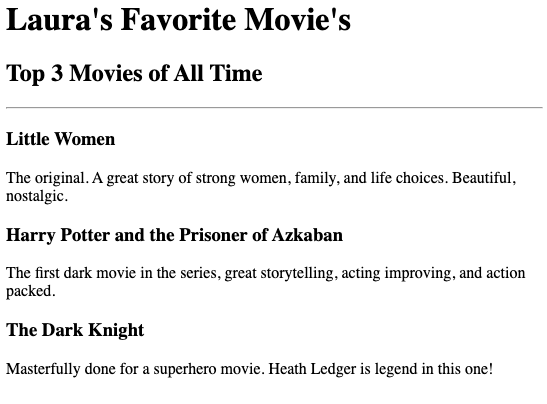 Laura's Favorite Movie's
Top 3 Movies of All Time
Little Women
The original. A great story of strong women, family, and life choices. Beautiful,
nostalgic.
Harry Potter and the Prisoner of Azkaban
The first dark movie in the series, great storytelling, acting improving, and action
packed.
The Dark Knight
Masterfully done for a superhero movie. Heath Ledger is legend in this one!